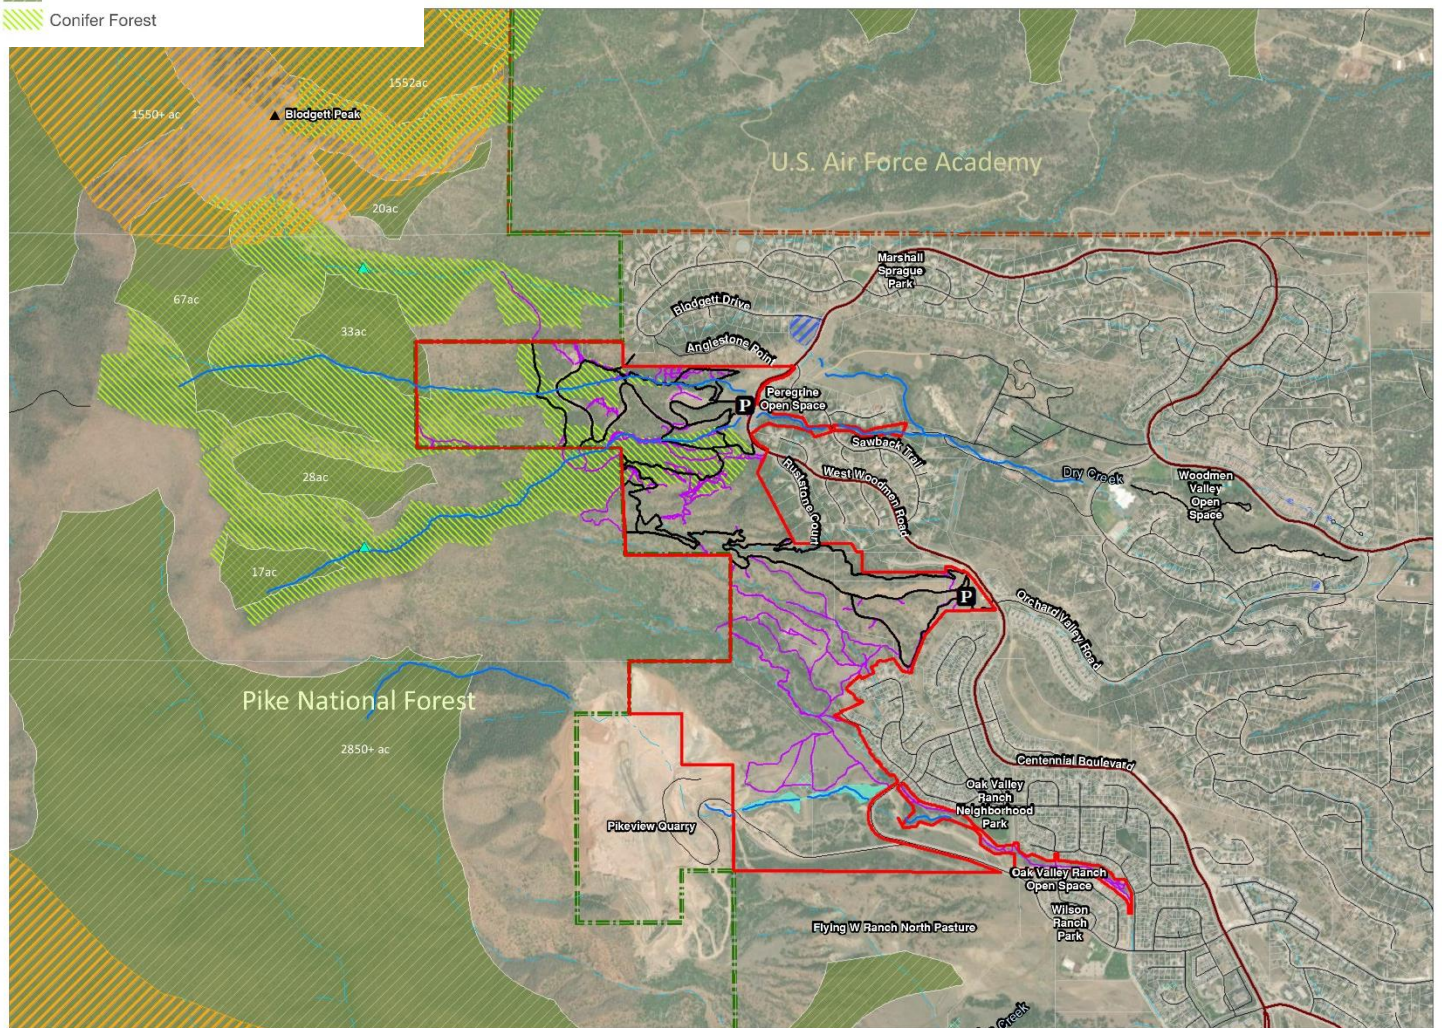 Conifer Forest
1552ac
1550+ ac
Blodgett Peak
U.S. Air Force Academy
20ac
Marshall
Sprague
Park
67ac
Blodgett Drive
33ac
Anglestone Point
Peregrine
Open Space
P
Sawback Trail
28ac
Ruststone Court
West Woodmen Road
Dry Creek
Woodmen
Valley
Open
Space
17ac
P
Orchard Valley Road
Pike National Forest
2850+ ac
Centennial Boulevard
Oak Valley
Ranch
Neighborhood
Park
Pikeview Quarry
Oak Valley Ranch
Open Space
Wilson
Ranch
Park
Flying W Ranch North Pasture
Creek